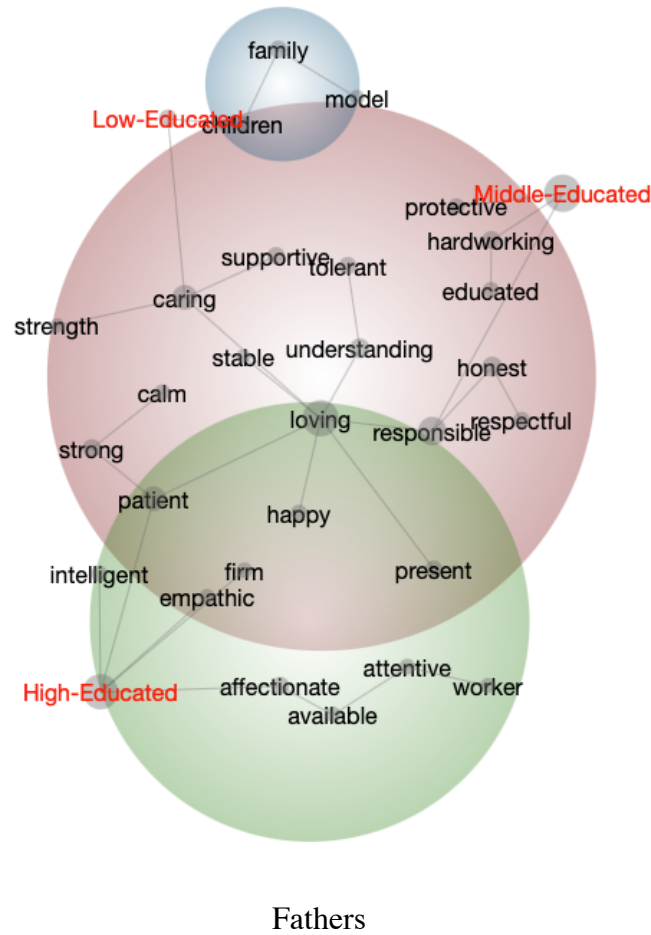 family
model
Low-Educated
children
Middle-Educated
protective
hardworking
supportive
tolerant
educated
caring
strength
understanding
stable
honest
calm
loving
responsible
respectful
strong
patient
happy
intelligent
firm
present
empathic
attentive
High-Educated
affectionate
worker
available
Fathers